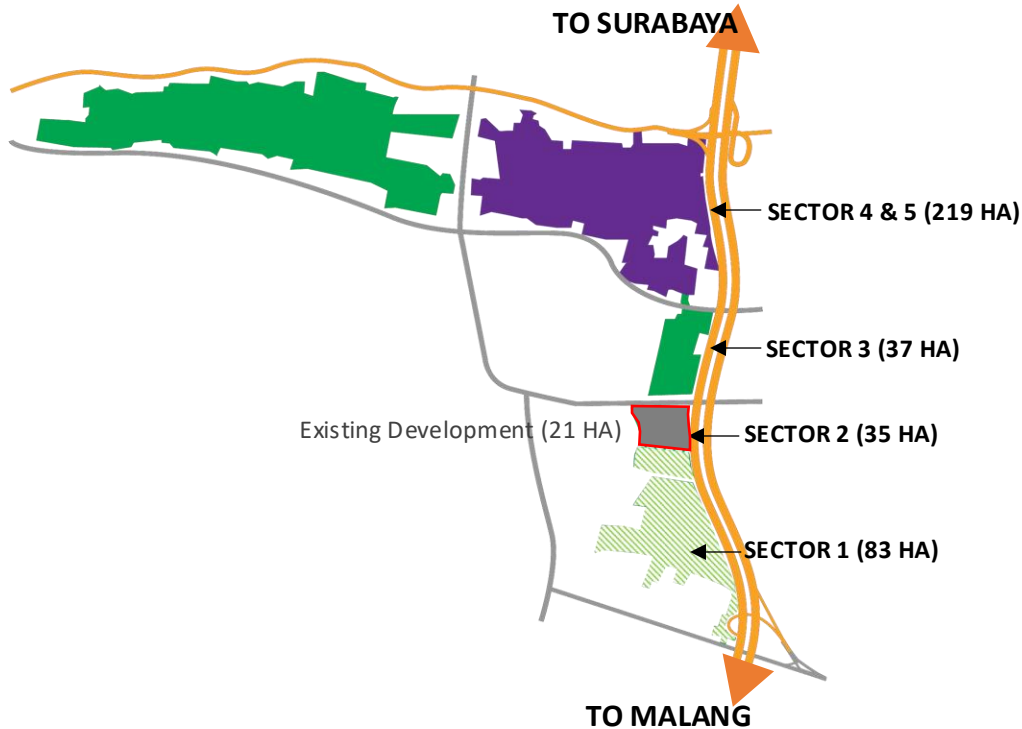 TO SURABAYA
SECTOR 4 & 5 (219 HA)
SECTOR 3 (37 HA)
Existing Development (21 HA)
SECTOR 2 (35 HA)
SECTOR 1 (83 HA)
TO MALANG